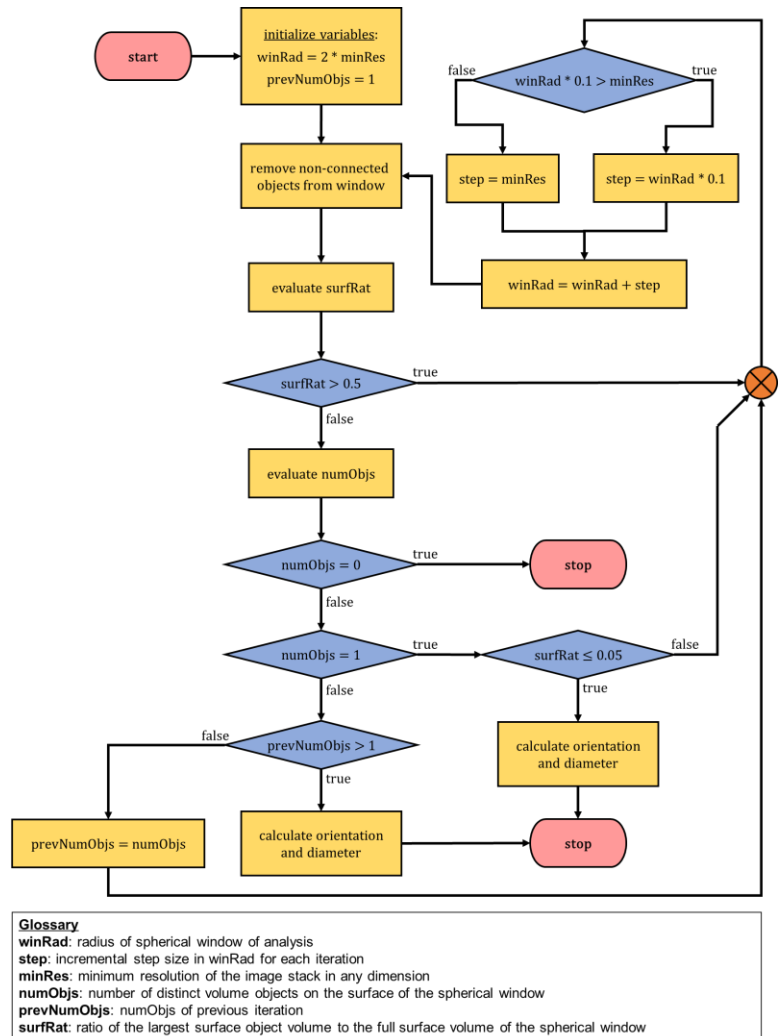 start
initialize variables:
winRad = 2 * minRes
prevNumObjs = 1
remove non-connected
objects from window
evaluate surfRat
surfRat > 0.5
true
false
evaluate numObjs
numObjs = 0
true
stop
false
numObjs = 1
true
surfRat ≤ 0.05
false
true
calculate orientation
and diameter
stop
false
prevNumObjs > 1
false
true
prevNumObjs = numObjs
calculate orientation
and diameter
false
winRad * 0.1 > minRes
true
step = minRes
step = winRad * 0.1
winRad = winRad + step
Glossary
winRad: radius of spherical window of analysis
step: incremental step size in winRad for each iteration
minRes: minimum resolution of the image stack in any dimension
numObjs: number of distinct volume objects on the surface of the spherical window
prevNumObjs: numObjs of previous iteration
surfRat: ratio of the largest surface object volume to the full surface volume of the spherical window